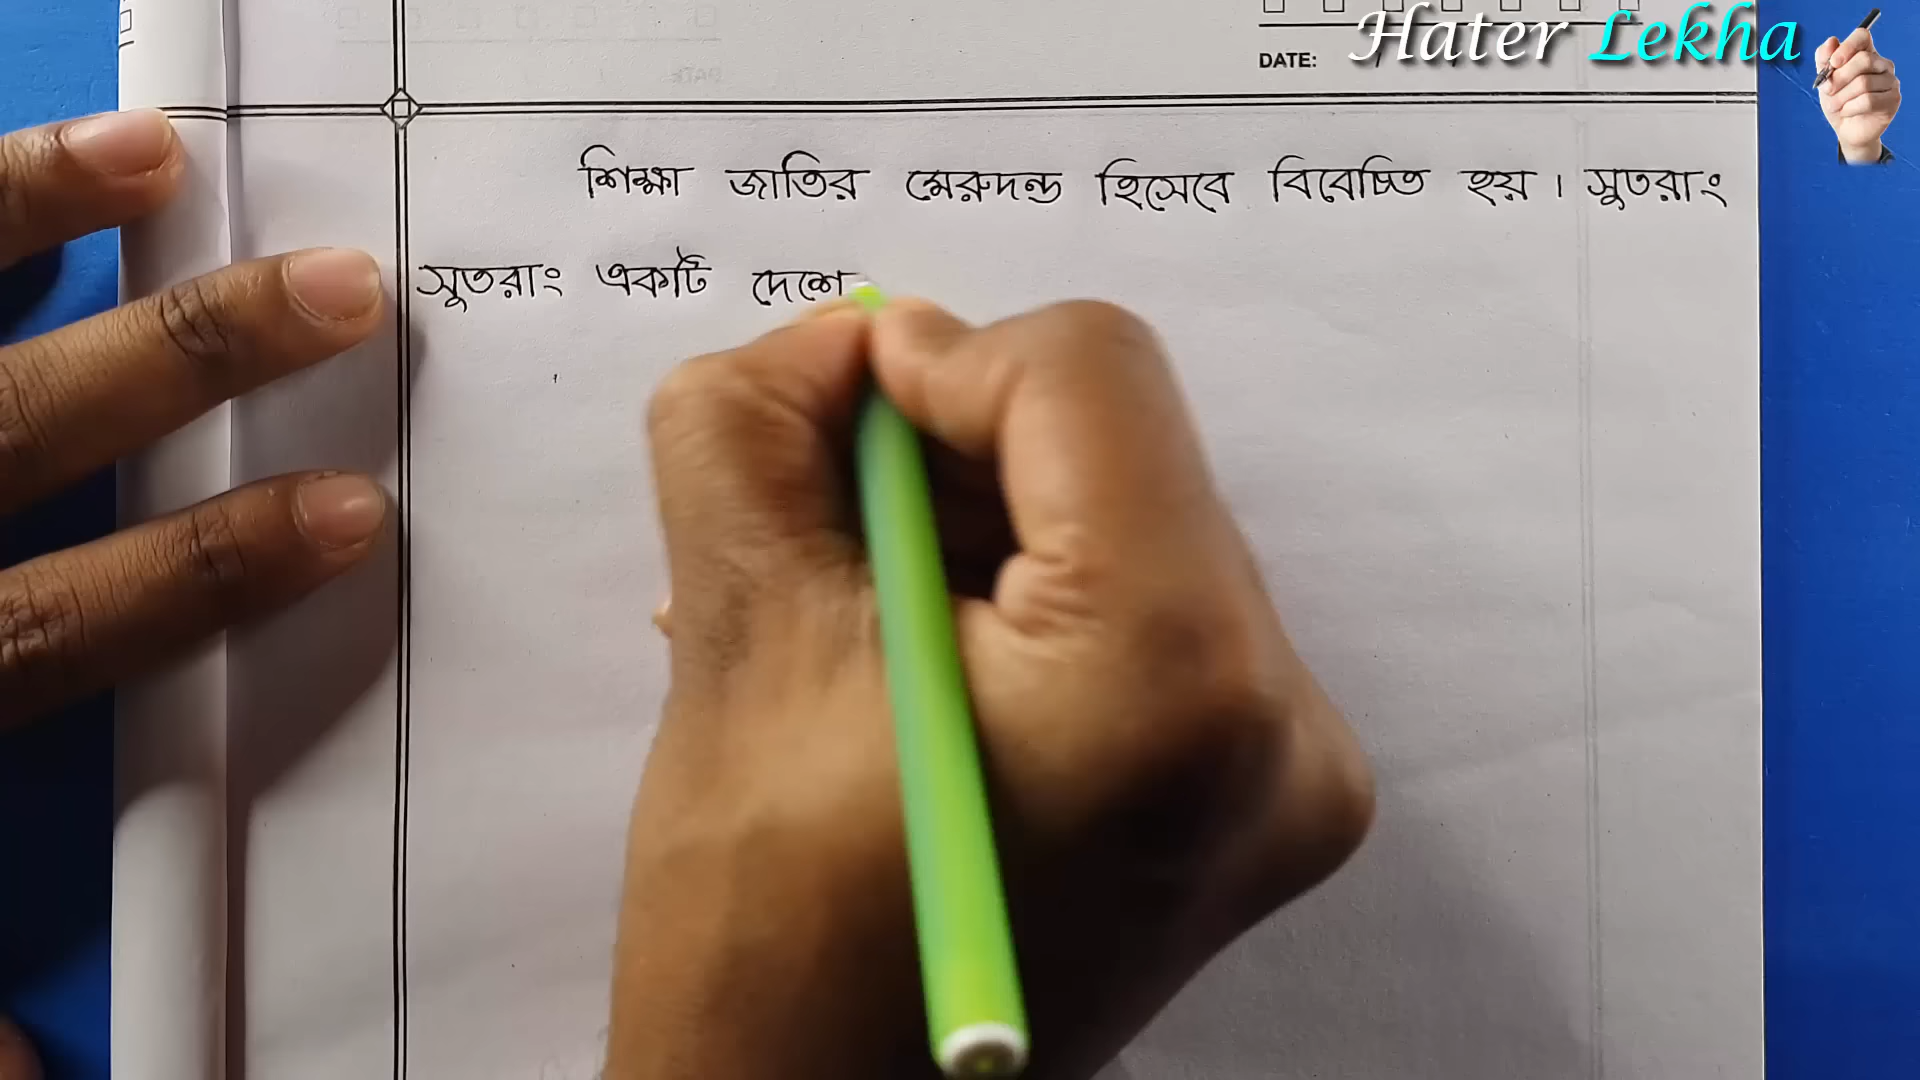 Hater Lekha
DATE: / /
শিক্ষা জাতির মেরুদন্ড হিসেবে বিবেচিত হয়। সুতরাং
সুতরাং একটি দেশে